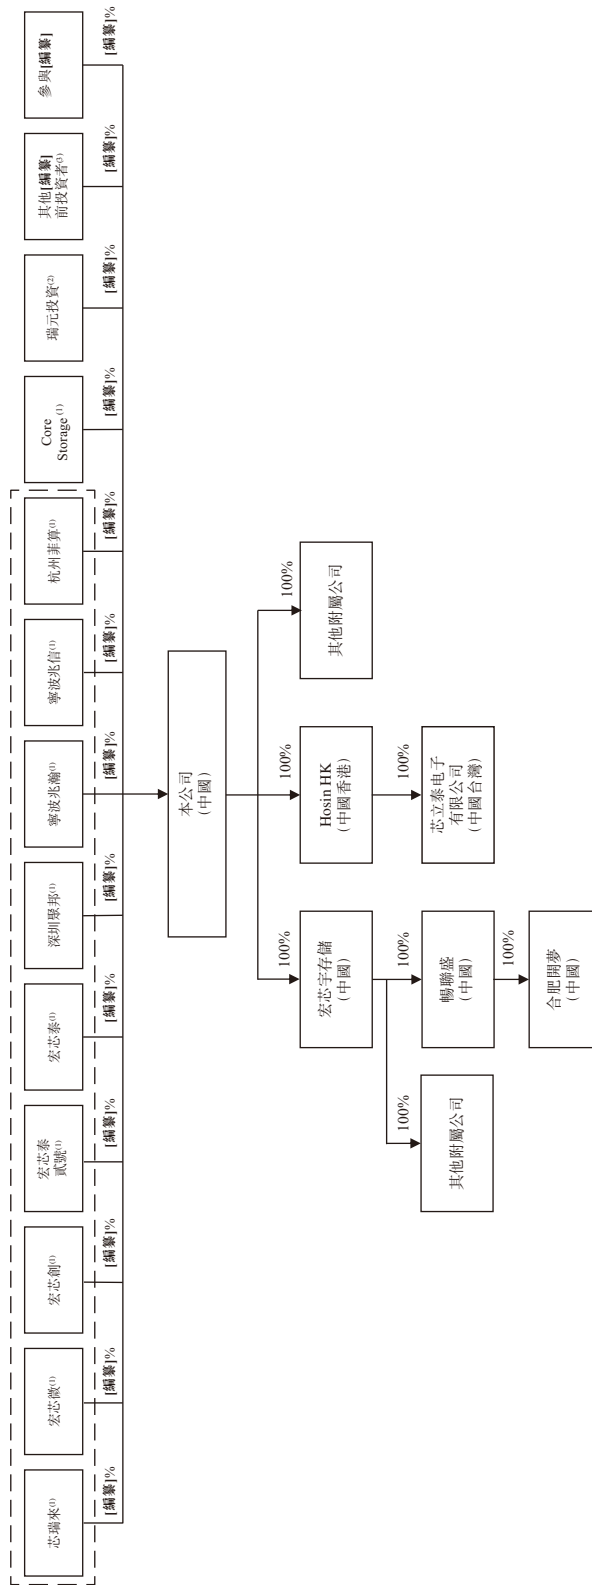 芯瑞來(1)
宏芯微(1)
宏芯創(1)
宏芯泰
貳號(1)
宏芯泰(1)
深圳聚邦(1)
寧波兆瀚(1)
寧波兆信(1)
杭州菲算(1)
Core
Storage(1)
瑞元投資(2)
其他[編纂]
前投資者(3)
參與[編纂]
[編纂]%
[編纂]%
[編纂]%
[編纂]%
[編纂]%
[編纂]%
[編纂]%
[編纂]%
[編纂]%
[編纂]%
[編纂]%
[編纂]%
[編纂]%
本公司
(中國)
100%
100%
100%
宏芯宇存儲
(中國)
Hosin HK
(中國香港)
其他附屬公司
100%
100%
100%
其他附屬公司
暢聯盛
(中國)
芯立泰电子
有限公司
(中國台灣)
100%
合肥開夢
(中國)